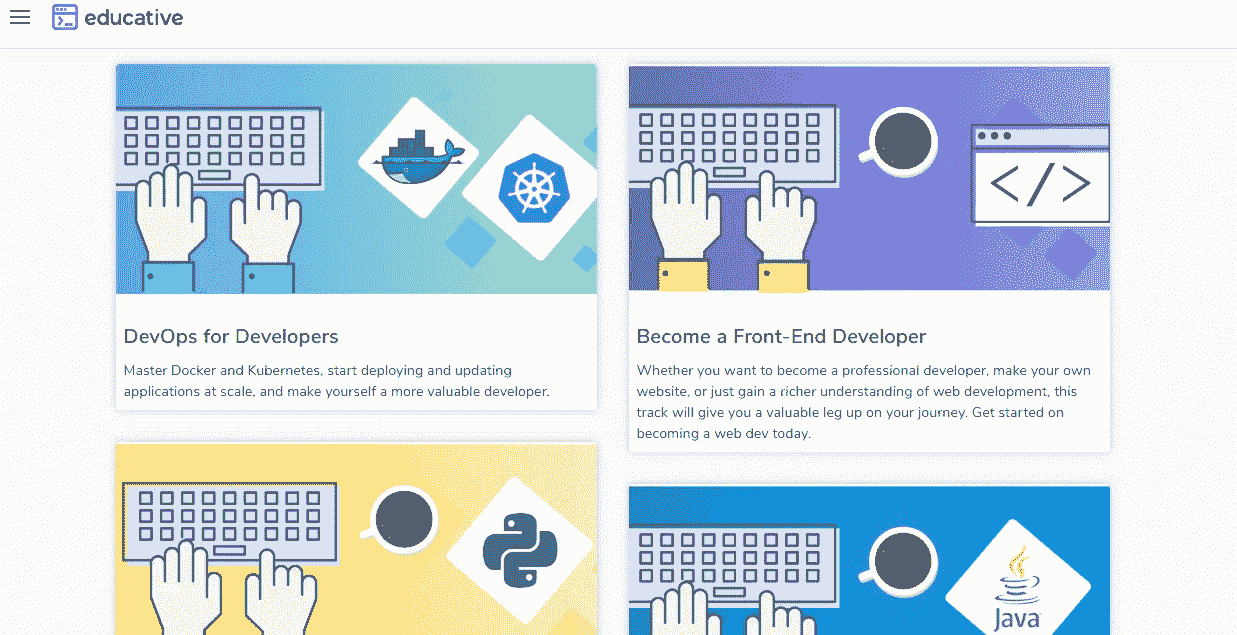 educative
DevOps for Developers
Master Docker and Kubernetes, start deploying and updating
applications at scale, and make yourself a more valuable developer.
</>
Become a Front-End Developer
Whether you want to become a professional developer, make your own
website, or just gain a richer understanding of web development, this
track will give you a valuable leg up on your journey. Get started on
becoming a web dev today.
Java